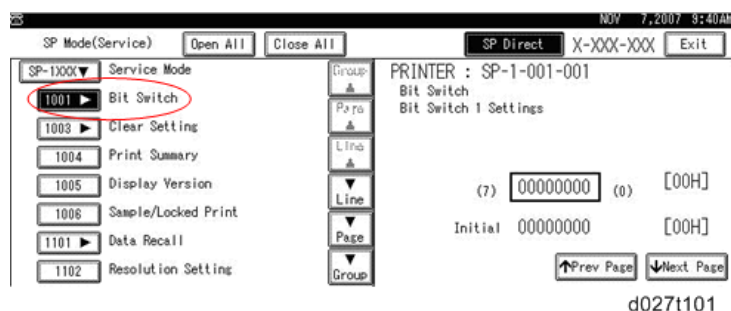 NOV 7,2007 9:40AM
SP Mode(Service) Open All Close All SP Direct X-XXX-XXX Exit
SP-1XXX▼ Service Mode
1001 ► Bit Switch
1003 ► Clear Setting
1004 Print Summary
1005 Display Version
1006 Sample/Locked Print
1101 ► Data Recall
1102 Resolution Setting
Group
Page
Line
▼ Line
▼ Page
▼ Group
PRINTER : SP-1-001-001
Bit Switch
Bit Switch 1 Settings
(7) 00000000 (0) [00H]
Initial 00000000 [00H]
↑Prev Page ↓Next Page
d027t101